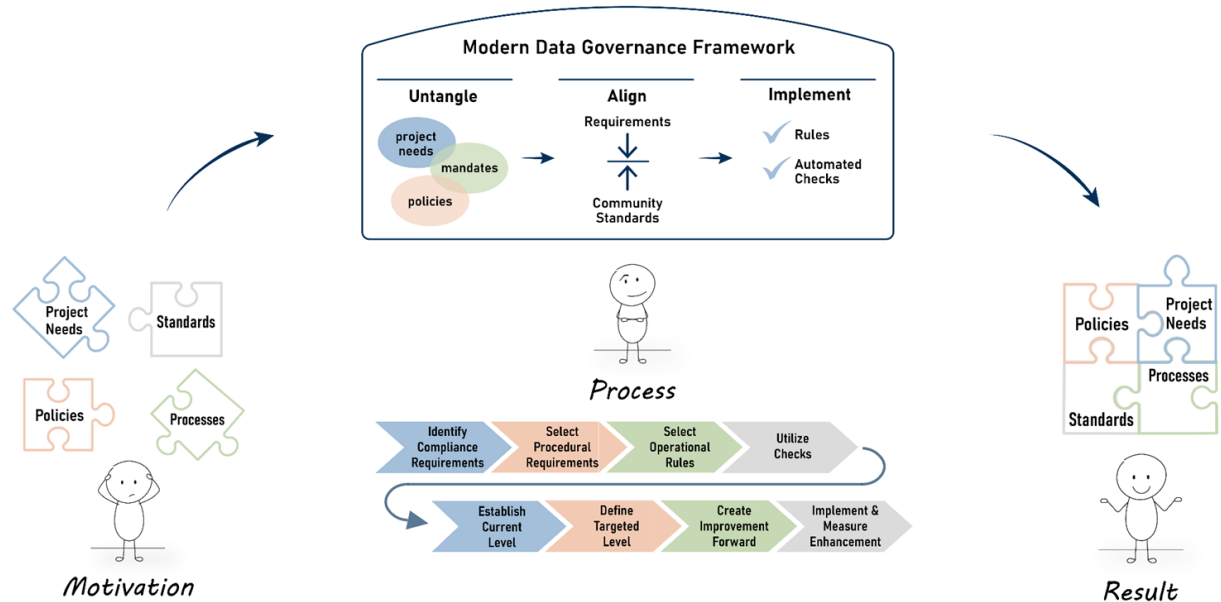 Modern Data Governance Framework
Untangle
project
needs
mandates
policies
Align
Requirements
Community
Standards
Implement
Rules
Automated
Checks
Project
Needs
Standards
Policies
Processes
Motivation
Process
Identify
Compliance
Requirements
Select
Procedural
Requirements
Select
Operational
Rules
Utilize
Checks
Establish
Current
Level
Define
Targeted
Level
Create
Improvement
Forward
Implement &
Measure
Enhancement
Policies
Project
Needs
Processes
Standards
Result